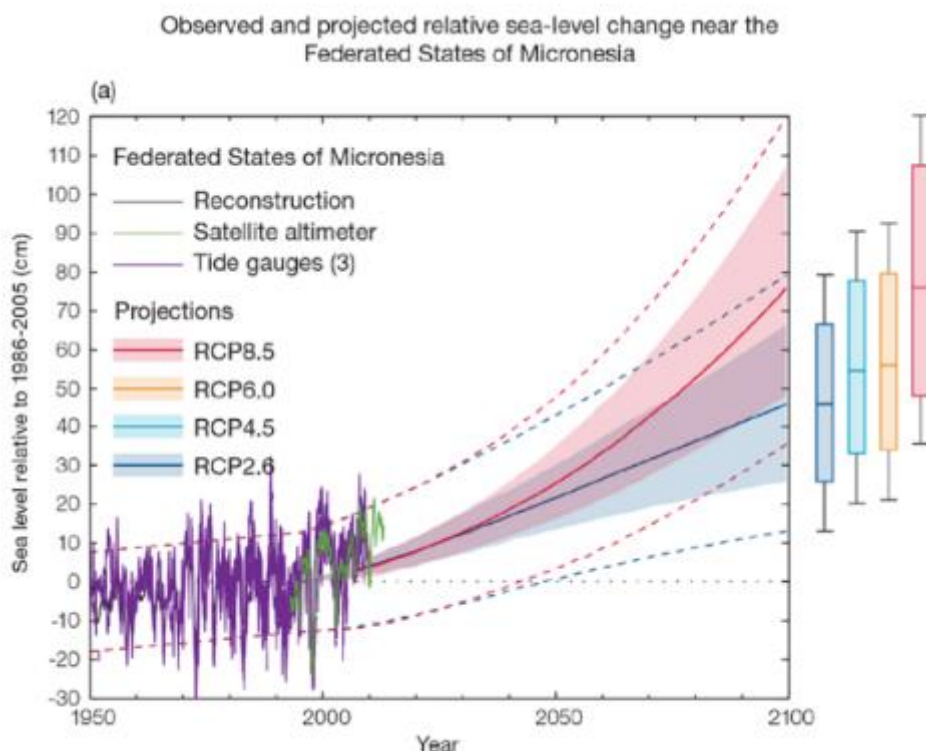 Observed and projected relative sea-level change near the
Federated States of Micronesia
(a)
120
110
100
90
80
70
60
50
40
30
20
10
0
-10
-20
-30
Sea level relative to 1986-2005 (cm)
Federated States of Micronesia
Reconstruction
Satellite altimeter
Tide gauges (3)
Projections
RCP8.5
RCP6.0
RCP4.5
RCP2.6
1950
2000
2050
2100
Year